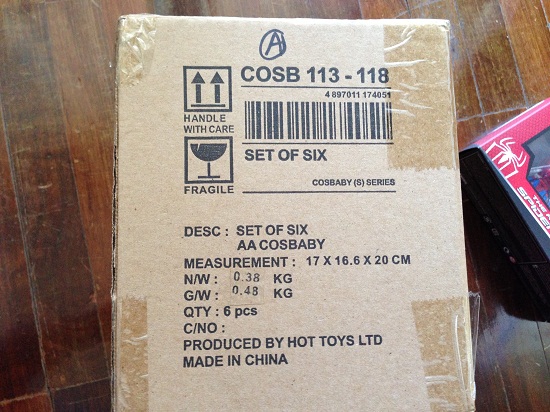 A
COSB 113 - 118
4 897011 174051
HANDLE
WITH CARE
SET OF SIX
FRAGILE
COSBABY (S) SERIES
DESC : SET OF SIX
AA COSBABY
MEASUREMENT : 17 X 16.6 X 20 CM
N/W : 0.38 KG
G/W : 0.48 KG
QTY : 6 pcs
C/NO :
PRODUCED BY HOT TOYS LTD
MADE IN CHINA